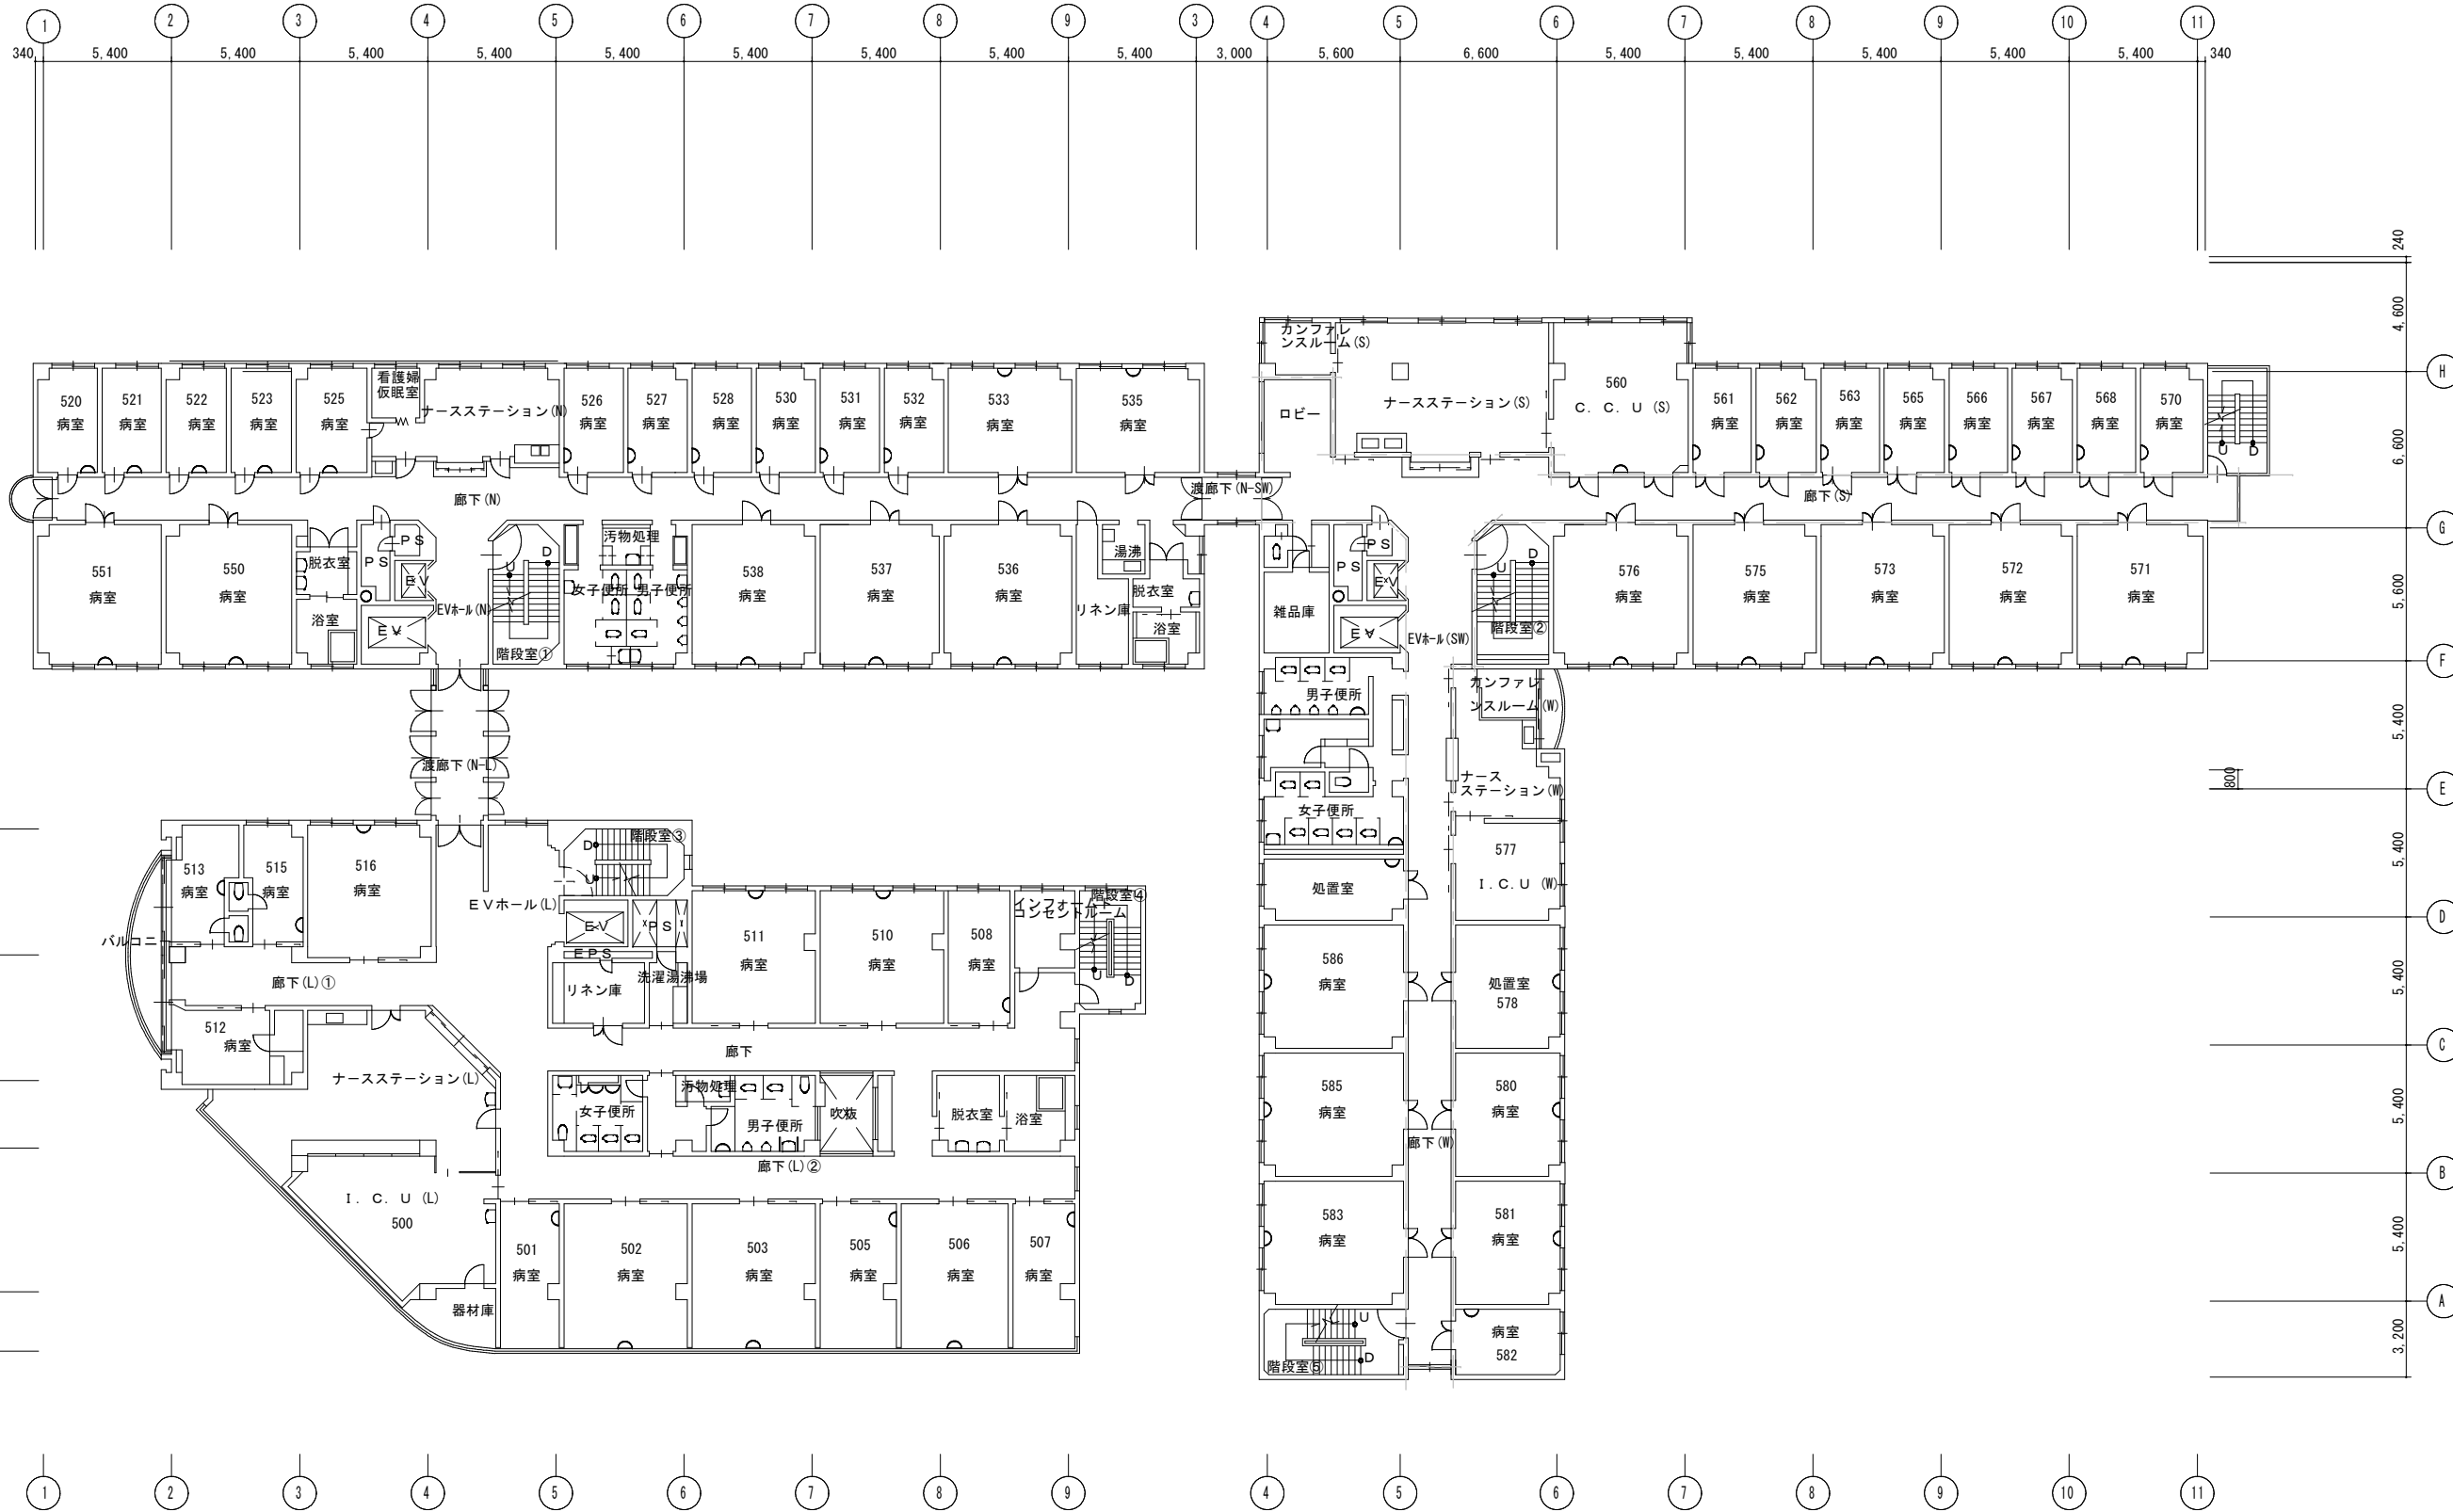 1 2 3 4 5 6 7 8 9 3 4 5 6 7 8 9 10 11
340 5,400 5,400 5,400 5,400 5,400 5,400 5,400 5,400 5,400 3,000 5,600 6,600 5,400 5,400 5,400 5,400 5,400 340
240
4,600
H
6,600
G
5,600
F
5,400
800
E
5,400
D
5,400
C
5,400
B
5,400
A
3,200
520
病室
521
病室
522
病室
523
病室
525
病室
看護婦
仮眠室
ナースステーション(N)
526
病室
527
病室
528
病室
530
病室
531
病室
532
病室
533
病室
535
病室
廊下(N)
渡廊下(N-SW)
551
病室
550
病室
脱衣室
浴室
PS
PS
EV
EV
EVホール(N)
U
D
階段室①
汚物処理
女子便所
男子便所
538
病室
537
病室
536
病室
リネン庫
湯沸
脱衣室
浴室
カンファレ
ンスルーム(S)
ロビー
ナースステーション(S)
560
C.C.U (S)
561
病室
562
病室
563
病室
565
病室
566
病室
567
病室
568
病室
570
病室
U
D
廊下(S)
雑品庫
PS
PS
EV
EV
EVホール(SW)
U
D
階段室②
576
病室
575
病室
573
病室
572
病室
571
病室
男子便所
女子便所
カンファレ
ンスルーム(W)
ナース
ステーション(W)
処置室
577
I.C.U (W)
586
病室
処置室
578
585
病室
580
病室
廊下(W)
583
病室
581
病室
病室
582
U
D
階段室⑤
渡廊下(N-L)
513
病室
515
病室
516
病室
バルコニー
EVホール(L)
階段室③
D
U
EV
PS
EPS
リネン庫
洗濯湯沸場
511
病室
510
病室
508
病室
インフォームド
コンセントルーム
階段室④
U
D
廊下(L)①
512
病室
ナースステーション(L)
廊下
女子便所
汚物処理
男子便所
吹抜
脱衣室
浴室
廊下(L)②
I.C.U (L)
500
器材庫
501
病室
502
病室
503
病室
505
病室
506
病室
507
病室
1 2 3 4 5 6 7 8 9 4 5 6 7 8 9 10 11